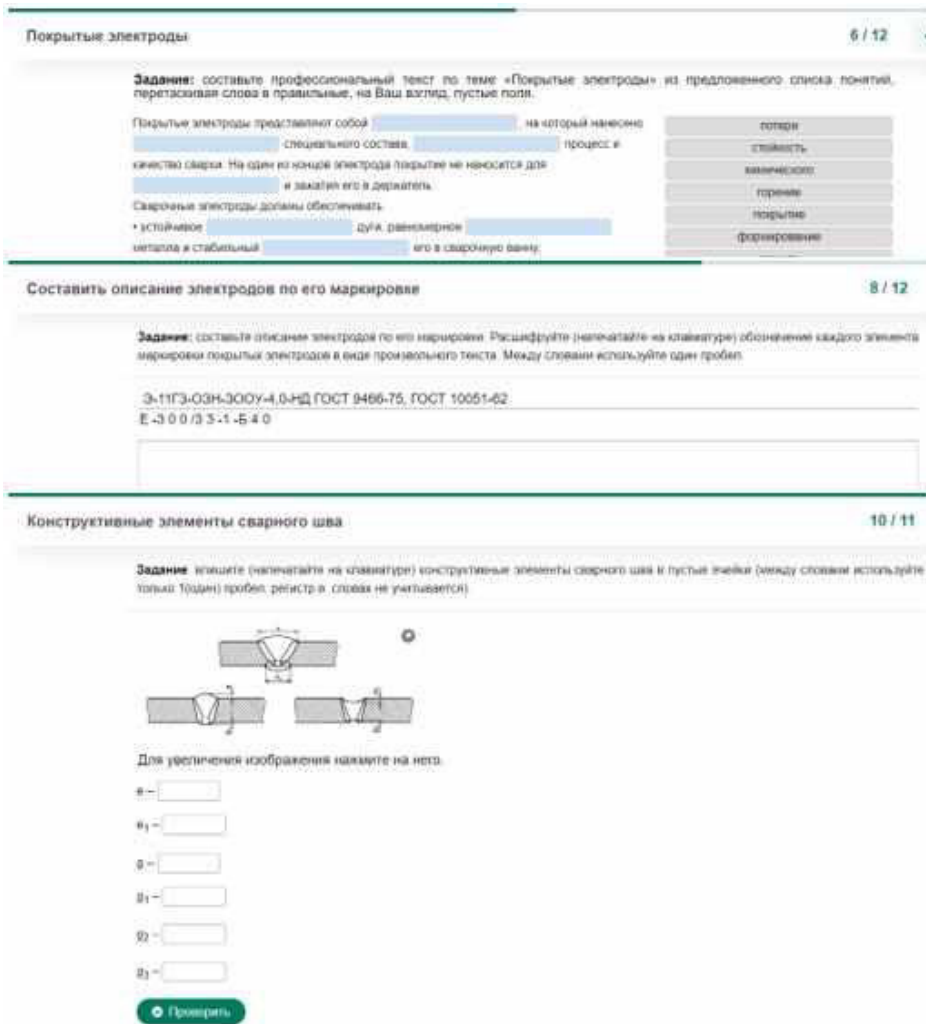 Покрытые электроды
6 / 12
Задание: составьте профессиональный текст по теме «Покрытые электроды» из предложенного списка понятий, перетаскивая слова в правильные, на Ваш взгляд, пустые поля.
Покрытые электроды представляют собой на который нанесено
специального состава, процесс и
качество сварки. На один из концов электрода покрытие не наносится для
и зажатия его в держатель.
Сварочные электроды должны обеспечивать
• устойчивое дуги, равномерное
металла и стабильный его в сварочную ванну;
потери
стойкость
химического
горение
покрытие
формирование
Составить описание электродов по его маркировке
8 / 12
Задание: составьте описание электродов по его маркировки. Расшифруйте (напечатайте на клавиатуре) обозначение каждого элемента
маркировки покрытых электродов в виде произвольного текста. Между словами используйте один пробел.
Э-11ГЗ-ОЗН-ЗООУ-4,0-НД ГОСТ 9466-75, ГОСТ 10051-62
Е -3 0 0 /3 3 -1 -Б 4 0
Конструктивные элементы сварного шва
10 / 11
Задание: впишите (напечатайте на клавиатуре) конструктивные элементы сварного шва в пустые ячейки (между словами используйте
только 1(один) пробел, регистр в словах не учитывается)
Для увеличения изображения нажмите на него.
e –
e₁ –
g –
g₁ –
g₂ –
g₃ –
Проверить